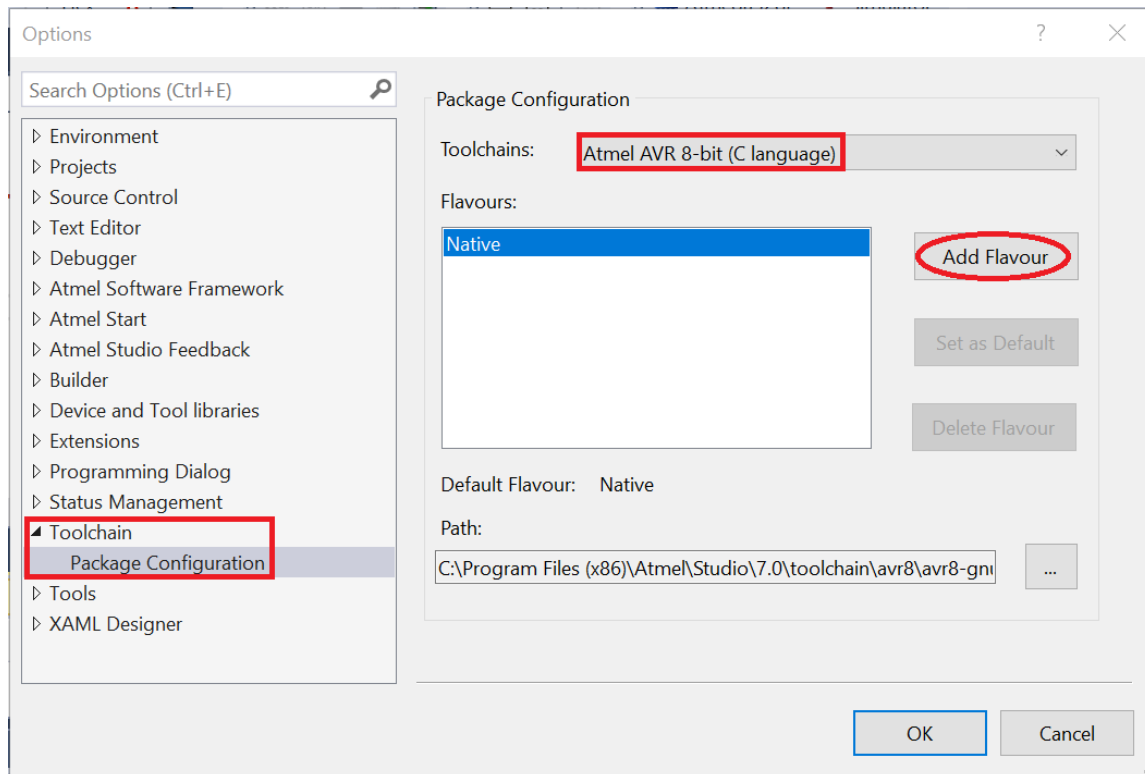 Options
?
Search Options (Ctrl+E)
Environment
Projects
Source Control
Text Editor
Debugger
Atmel Software Framework
Atmel Start
Atmel Studio Feedback
Builder
Device and Tool libraries
Extensions
Programming Dialog
Status Management
Toolchain
Package Configuration
Tools
XAML Designer
Package Configuration
Toolchains: Atmel AVR 8-bit (C language)
Flavours:
Native
Add Flavour
Set as Default
Delete Flavour
Default Flavour: Native
Path:
C:\Program Files (x86)\Atmel\Studio\7.0\toolchain\avr8\avr8-gnu
...
OK Cancel